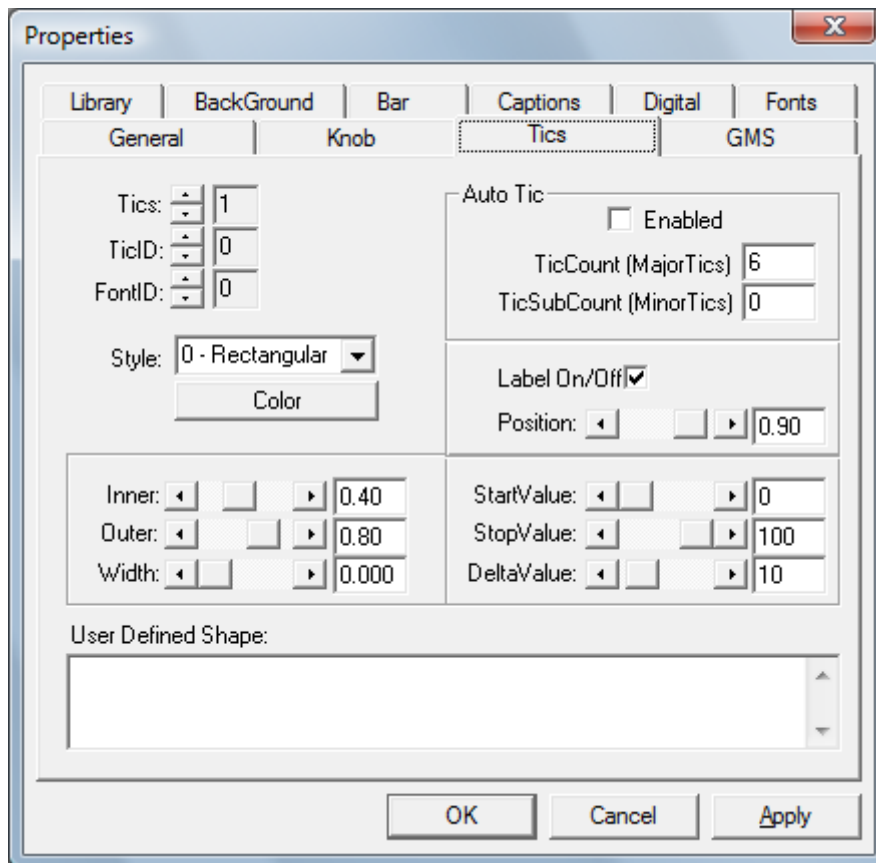 Properties
Library BackGround Bar Captions Digital Fonts
General Knob Tics GMS
Tics: 1
TicID: 0
FontID: 0
Style: 0 - Rectangular
Color
Auto Tic
Enabled
TicCount (MajorTics) 6
TicSubCount (MinorTics) 0
Label On/Off
Position: 0.90
Inner: 0.40
Outer: 0.80
Width: 0.000
StartValue: 0
StopValue: 100
DeltaValue: 10
User Defined Shape:
OK Cancel Apply